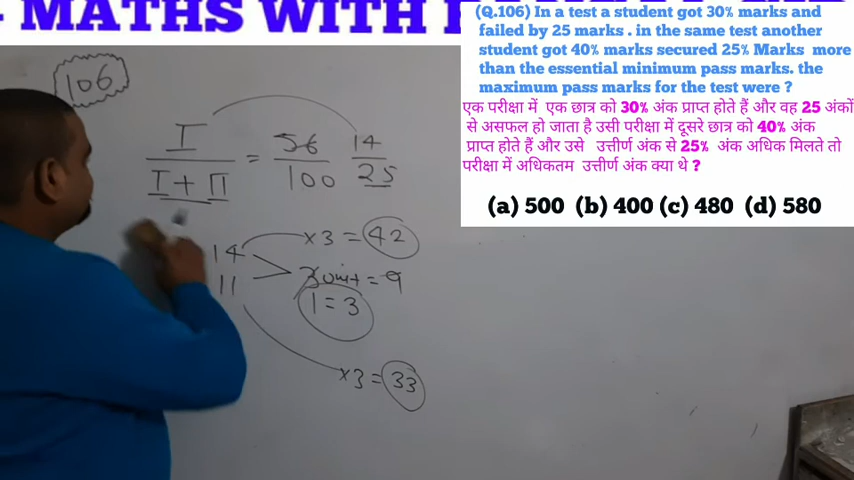 MATHS WITH
(Q.106) In a test a student got 30% marks and
failed by 25 marks . in the same test another
student got 40% marks secured 25% Marks more
than the essential minimum pass marks. the
maximum pass marks for the test were ?
एक परीक्षा में एक छात्र को 30% अंक प्राप्त होते हैं और वह 25 अंकों
से असफल हो जाता है उसी परीक्षा में दूसरे छात्र को 40% अंक
प्राप्त होते हैं और उसे उत्तीर्ण अंक से 25% अंक अधिक मिलते तो
परीक्षा में अधिकतम उत्तीर्ण अंक क्या थे ?
(a) 500 (b) 400 (c) 480 (d) 580
106
I / I + II = 56 / 100 14 / 25
14 ×3 = 42
3 unit = 9
11
1 = 3
×3 = 33